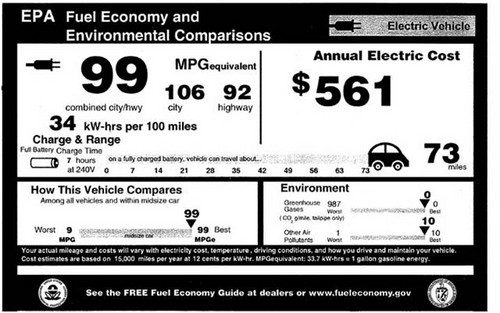 EPA Fuel Economy and
Environmental Comparisons
Electric Vehicle
99
combined city/hwy
MPGequivalent
106 92
city highway
34 kW-hrs per 100 miles
Annual Electric Cost
$561
Charge & Range
Full Battery Charge Time
7 hours
at 240V
on a fully charged battery, vehicle can travel about...
0 7 14 21 28 35 42 49 56 63 73
73
miles
How This Vehicle Compares
Among all vehicles and within midsize car
99
Worst 9 99 Best
midsize car
MPG MPGe
Environment
0
Greenhouse 987 0
Gases Worst Best
(CO2 g/mile, tailpipe only)
10
Other Air 1 10
Pollutants Worst Best
Your actual mileage and costs will vary with electricity cost, temperature, driving conditions, and how you drive and maintain your vehicle.
Cost estimates are based on 15,000 miles per year at 12 cents per kW-hr. MPGequivalent: 33.7 kW-hrs = 1 gallon gasoline energy.
See the FREE Fuel Economy Guide at dealers or www.fueleconomy.gov